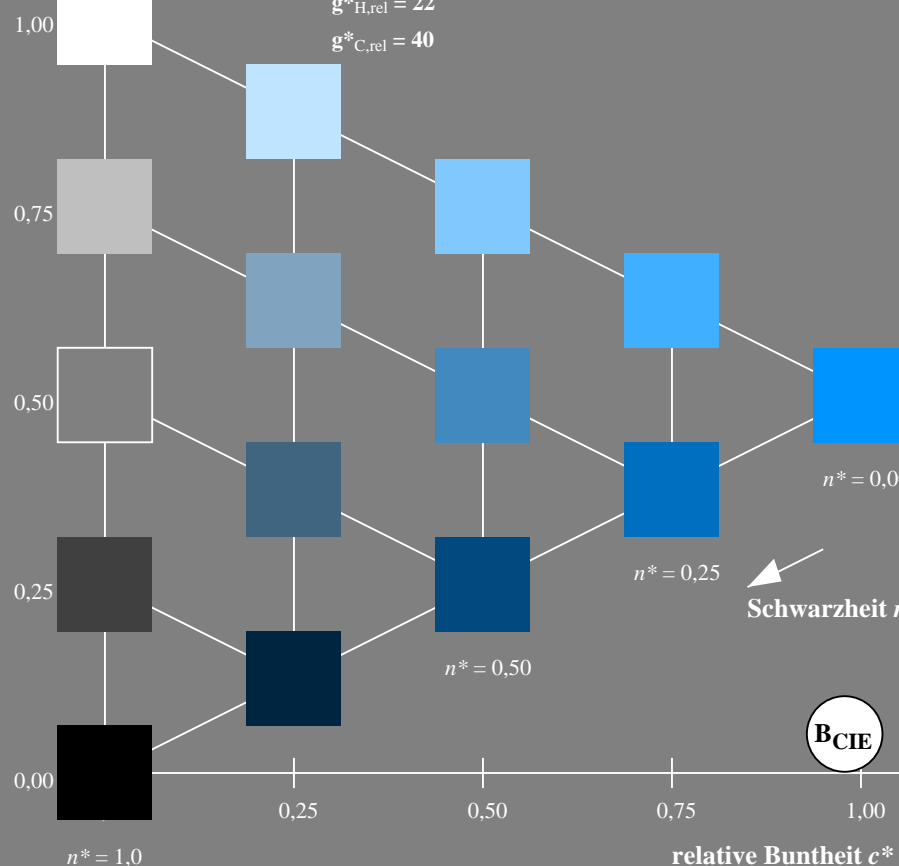 g*H,rel = 22
1,00
g*C,rel = 40
0,75
0,50
n* = 0,0
n* = 0,25
0,25
Schwarzheit n
n* = 0,50
BCIE
0,00
0,25
0,50
0,75
1,00
n* = 1,0
relative Buntheit c*